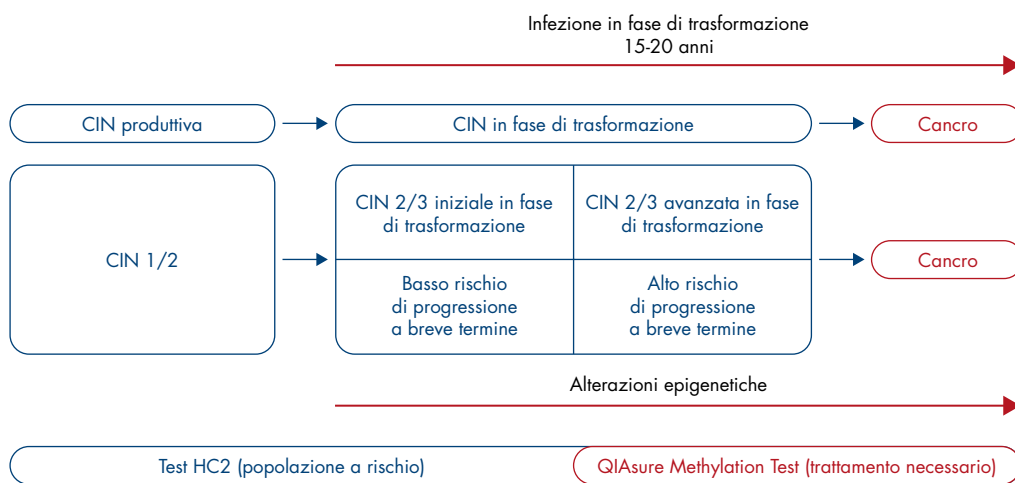 Infezione in fase di trasformazione
15-20 anni
CIN produttiva
CIN in fase di trasformazione
Cancro
CIN 1/2
CIN 2/3 iniziale in fase
di trasformazione
CIN 2/3 avanzata in fase
di trasformazione
Basso rischio
di progressione
a breve termine
Alto rischio
di progressione
a breve termine
Cancro
Alterazioni epigenetiche
Test HC2 (popolazione a rischio)
QIAsure Methylation Test (trattamento necessario)